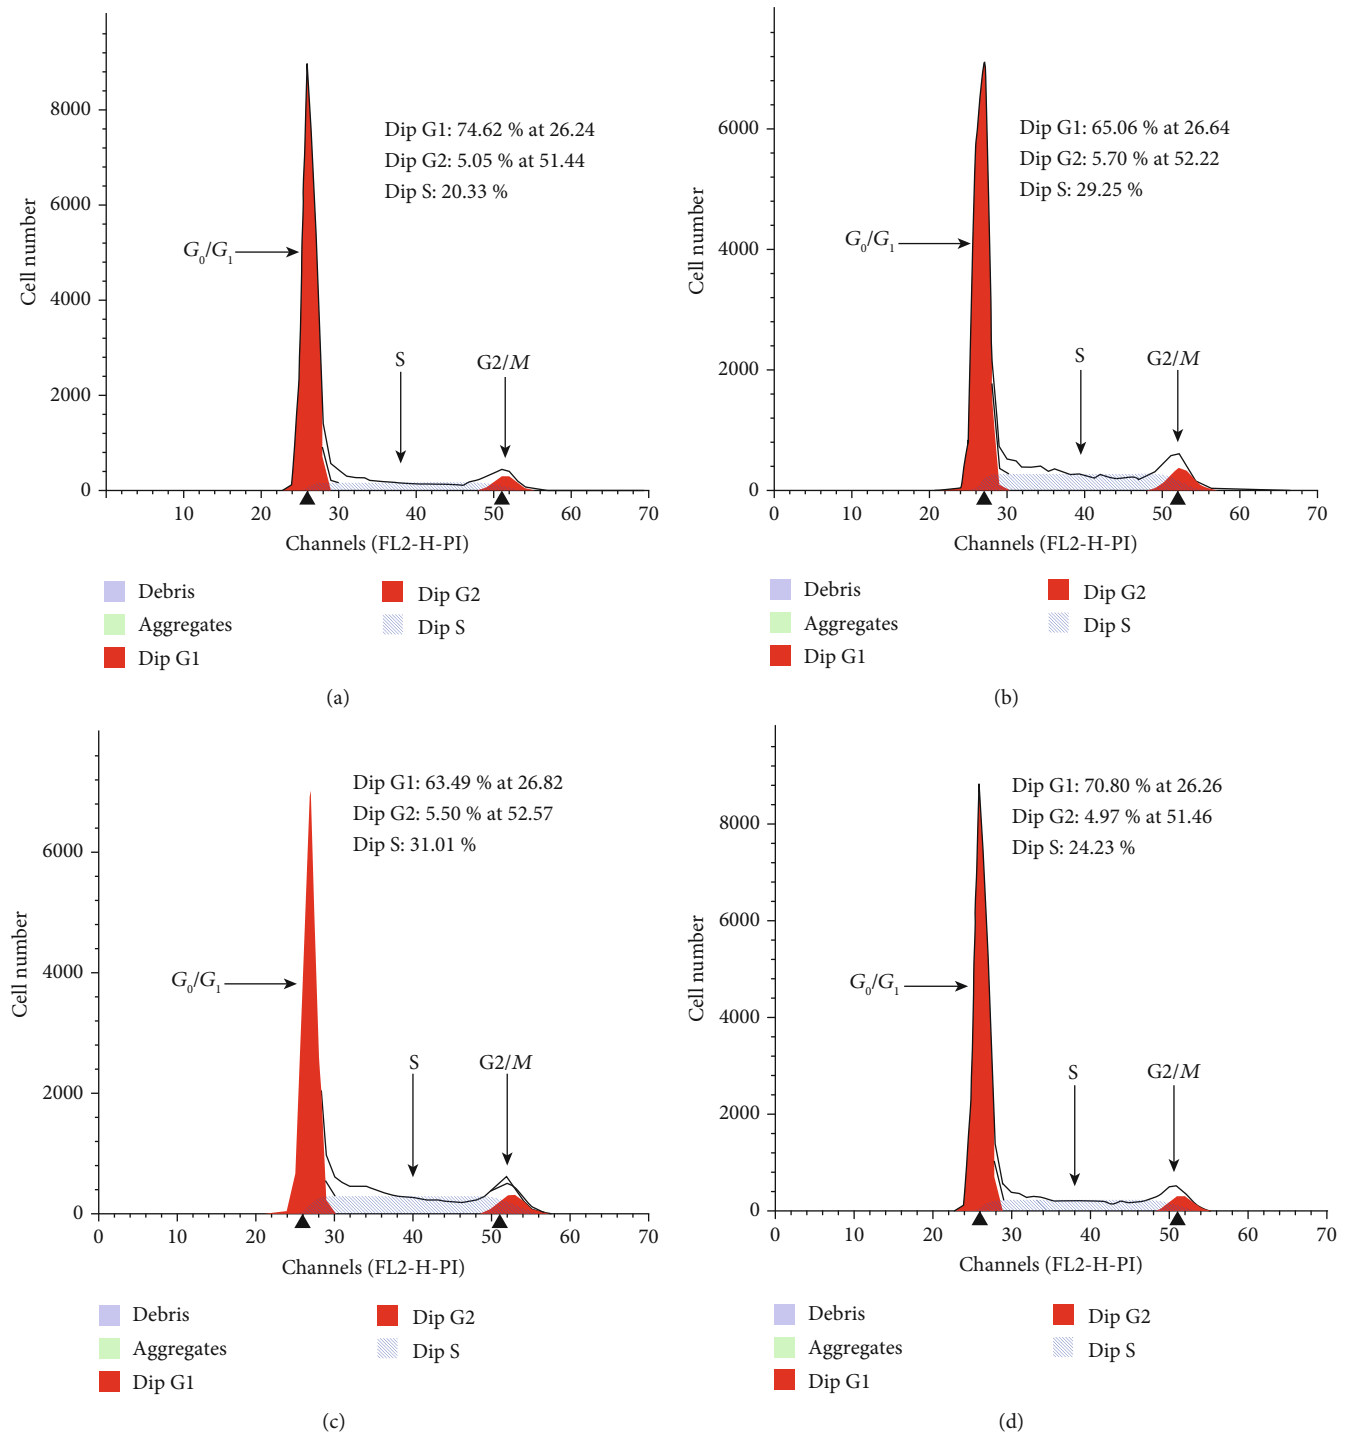 8000
6000
4000
2000
0
Cell number
Dip G1: 74.62 % at 26.24
Dip G2: 5.05 % at 51.44
Dip S: 20.33 %
G0/G1
S
G2/M
10 20 30 40 50 60 70
Channels (FL2-H-PI)
Debris
Aggregates
Dip G1
Dip G2
Dip S
(a)
6000
4000
2000
0
Cell number
Dip G1: 65.06 % at 26.64
Dip G2: 5.70 % at 52.22
Dip S: 29.25 %
G0/G1
S
G2/M
0 10 20 30 40 50 60 70
Channels (FL2-H-PI)
Debris
Aggregates
Dip G1
Dip G2
Dip S
(b)
6000
4000
2000
0
Cell number
Dip G1: 63.49 % at 26.82
Dip G2: 5.50 % at 52.57
Dip S: 31.01 %
G0/G1
S
G2/M
0 10 20 30 40 50 60 70
Channels (FL2-H-PI)
Debris
Aggregates
Dip G1
Dip G2
Dip S
(c)
8000
6000
4000
2000
0
Cell number
Dip G1: 70.80 % at 26.26
Dip G2: 4.97 % at 51.46
Dip S: 24.23 %
G0/G1
S
G2/M
0 10 20 30 40 50 60 70
Channels (FL2-H-PI)
Debris
Aggregates
Dip G1
Dip G2
Dip S
(d)